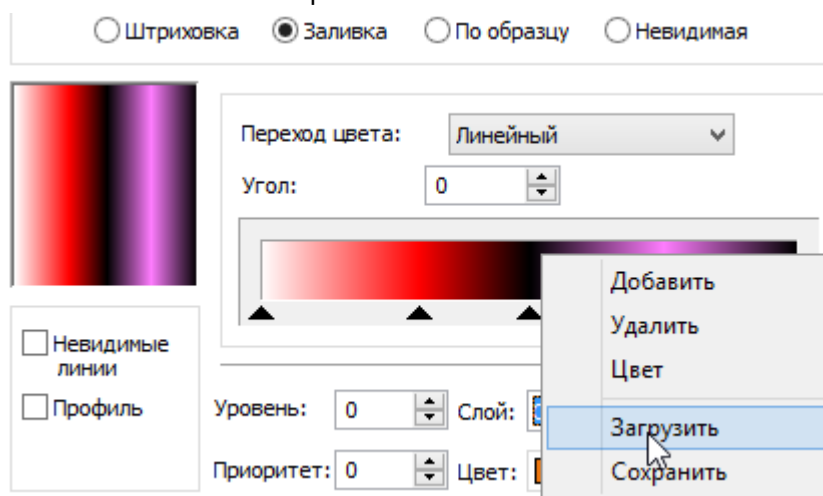 Штриховка Заливка По образцу Невидимая
Переход цвета: Линейный
Угол: 0
Добавить
Удалить
Невидимые
линии
Цвет
Профиль
Уровень: 0 Слой:
Загрузить
Приоритет: 0 Цвет:
Сохранить